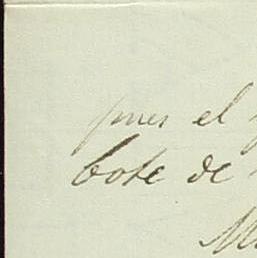 pues el
bote de